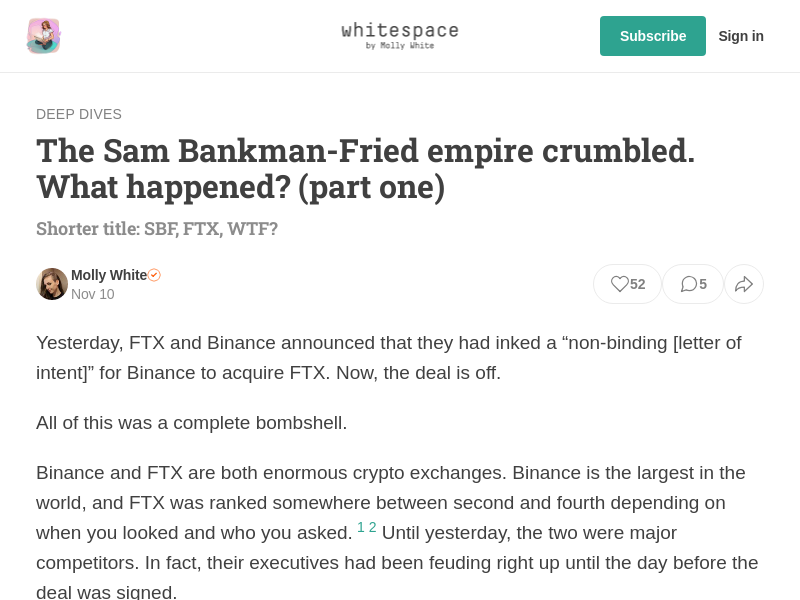 whitespace
by Molly White
Subscribe
Sign in
DEEP DIVES
The Sam Bankman-Fried empire crumbled.
What happened? (part one)
Shorter title: SBF, FTX, WTF?
Molly White
Nov 10
52
5
Yesterday, FTX and Binance announced that they had inked a “non-binding [letter of
intent]” for Binance to acquire FTX. Now, the deal is off.
All of this was a complete bombshell.
Binance and FTX are both enormous crypto exchanges. Binance is the largest in the
world, and FTX was ranked somewhere between second and fourth depending on
when you looked and who you asked. 1 2 Until yesterday, the two were major
competitors. In fact, their executives had been feuding right up until the day before the
deal was signed.